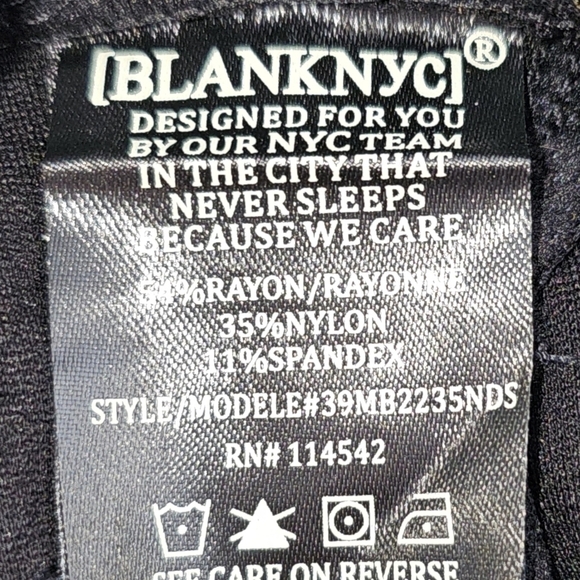 [BLANKNYC]®
DESIGNED FOR YOU
BY OUR NYC TEAM
IN THE CITY THAT
NEVER SLEEPS
BECAUSE WE CARE
54%RAYON/RAYONNE
35%NYLON
11%SPANDEX
STYLE/MODELE#39MB2235NDS
RN# 114542
SEE CARE ON REVERSE